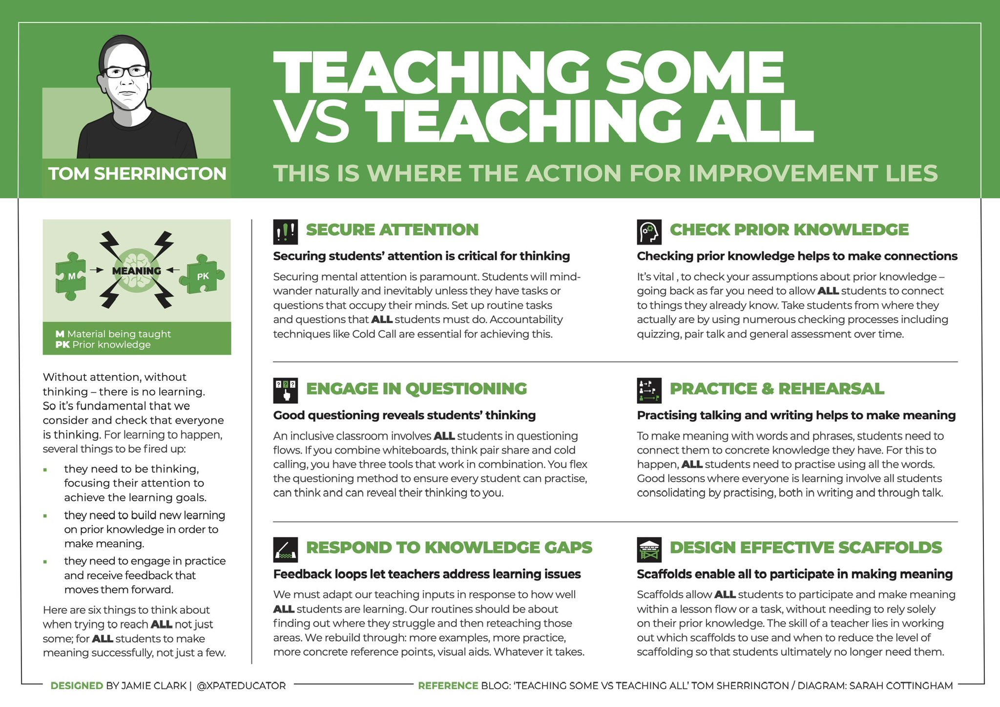 TEACHING SOME
VS TEACHING ALL
THIS IS WHERE THE ACTION FOR IMPROVEMENT LIES
TOM SHERRINGTON
M
MEANING
PK
M Material being taught
PK Prior knowledge
Without attention, without
thinking – there is no learning.
So it's fundamental that we
consider and check that everyone
is thinking. For learning to happen,
several things to be fired up:
▪ they need to be thinking,
focusing their attention to
achieve the learning goals.
▪ they need to build new learning
on prior knowledge in order to
make meaning.
▪ they need to engage in practice
and receive feedback that
moves them forward.
Here are six things to think about
when trying to reach ALL not just
some; for ALL students to make
meaning successfully, not just a few.
SECURE ATTENTION
Securing students' attention is critical for thinking
Securing mental attention is paramount. Students will mind-
wander naturally and inevitably unless they have tasks or
questions that occupy their minds. Set up routine tasks
and questions that ALL students must do. Accountability
techniques like Cold Call are essential for achieving this.
CHECK PRIOR KNOWLEDGE
Checking prior knowledge helps to make connections
It's vital , to check your assumptions about prior knowledge –
going back as far you need to allow ALL students to connect
to things they already know. Take students from where they
actually are by using numerous checking processes including
quizzing, pair talk and general assessment over time.
? ? ?
ENGAGE IN QUESTIONING
Good questioning reveals students' thinking
An inclusive classroom involves ALL students in questioning
flows. If you combine whiteboards, think pair share and cold
calling, you have three tools that work in combination. You flex
the questioning method to ensure every student can practise,
can think and can reveal their thinking to you.
PRACTICE & REHEARSAL
Practising talking and writing helps to make meaning
To make meaning with words and phrases, students need to
connect them to concrete knowledge they have. For this to
happen, ALL students need to practise using all the words.
Good lessons where everyone is learning involve all students
consolidating by practising, both in writing and through talk.
RESPOND TO KNOWLEDGE GAPS
Feedback loops let teachers address learning issues
We must adapt our teaching inputs in response to how well
ALL students are learning. Our routines should be about
finding out where they struggle and then reteaching those
areas. We rebuild through: more examples, more practice,
more concrete reference points, visual aids. Whatever it takes.
DESIGN EFFECTIVE SCAFFOLDS
Scaffolds enable all to participate in making meaning
Scaffolds allow ALL students to participate and make meaning
within a lesson flow or a task, without needing to rely solely
on their prior knowledge. The skill of a teacher lies in working
out which scaffolds to use and when to reduce the level of
scaffolding so that students ultimately no longer need them.
DESIGNED BY JAMIE CLARK | @XPATEDUCATOR
REFERENCE BLOG: 'TEACHING SOME VS TEACHING ALL' TOM SHERRINGTON / DIAGRAM: SARAH COTTINGHAM